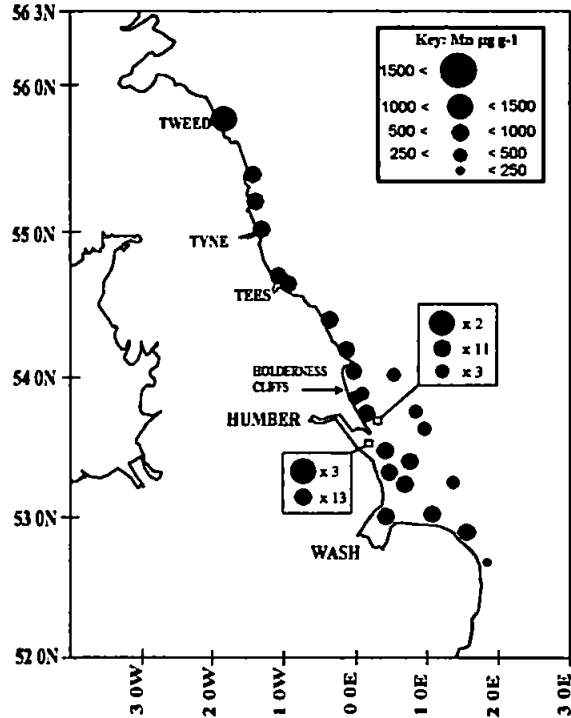 56.3N
Key: Mn µg g-1
1500 <
56 0N
1000 < < 1500
500 < < 1000
250 < < 500
< 250
TWEED
55 0N
TYNE
TEES
x 2
x 11
x 3
54 0N
HOLDERNESS
CLIFFS
HUMBER
x 3
x 13
53 0N
WASH
52 0N
3 0W
2 0W
1 0W
0 0E
1 0E
2 0E
3 0E